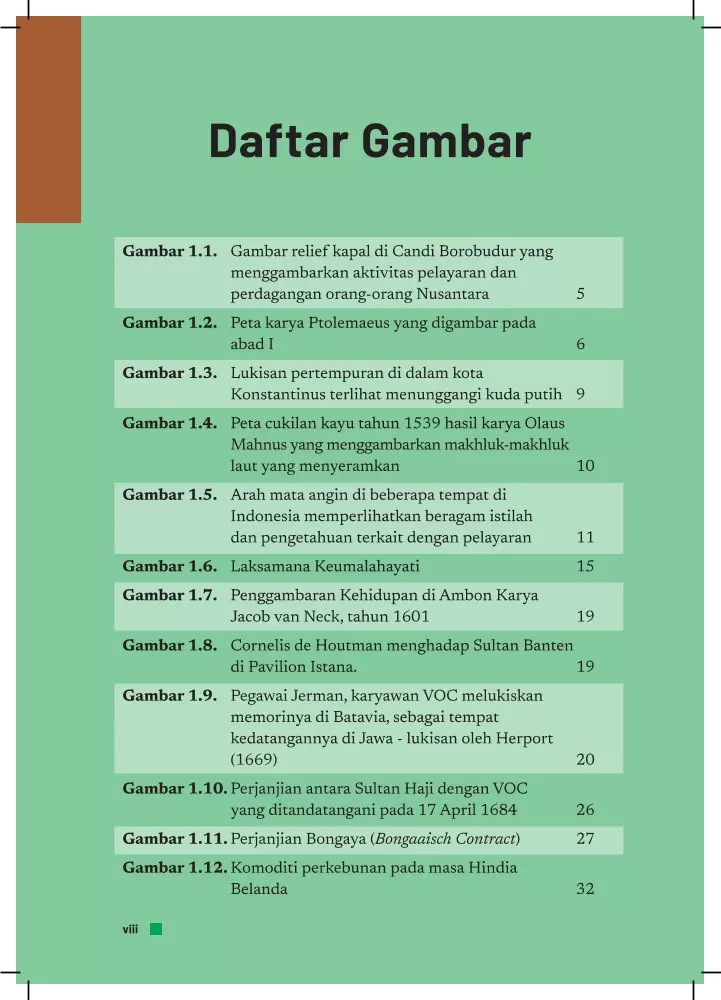 Daftar Gambar
Gambar 1.1. Gambar relief kapal di Candi Borobudur yang
menggambarkan aktivitas pelayaran dan
perdagangan orang-orang Nusantara 5
Gambar 1.2. Peta karya Ptolemaeus yang digambar pada
abad I 6
Gambar 1.3. Lukisan pertempuran di dalam kota
Konstantinus terlihat menunggangi kuda putih 9
Gambar 1.4. Peta cukilan kayu tahun 1539 hasil karya Olaus
Mahnus yang menggambarkan makhluk-makhluk
laut yang menyeramkan 10
Gambar 1.5. Arah mata angin di beberapa tempat di
Indonesia memperlihatkan beragam istilah
dan pengetahuan terkait dengan pelayaran 11
Gambar 1.6. Laksamana Keumalahayati 15
Gambar 1.7. Penggambaran Kehidupan di Ambon Karya
Jacob van Neck, tahun 1601 19
Gambar 1.8. Cornelis de Houtman menghadap Sultan Banten
di Pavilion Istana. 19
Gambar 1.9. Pegawai Jerman, karyawan VOC melukiskan
memorinya di Batavia, sebagai tempat
kedatangannya di Jawa - lukisan oleh Herport
(1669) 20
Gambar 1.10. Perjanjian antara Sultan Haji dengan VOC
yang ditandatangani pada 17 April 1684 26
Gambar 1.11. Perjanjian Bongaya (Bongaaisch Contract) 27
Gambar 1.12. Komoditi perkebunan pada masa Hindia
Belanda 32
viii